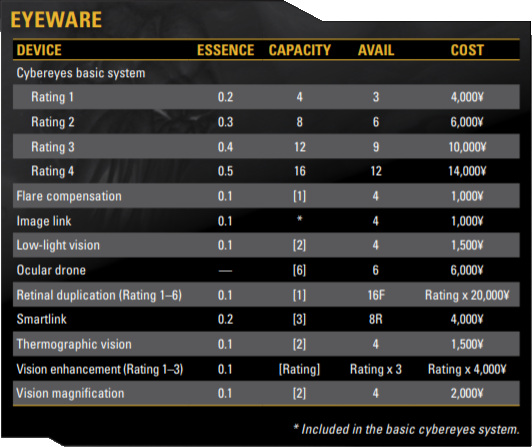 EYEWARE
DEVICE ESSENCE CAPACITY AVAIL COST
Cybereyes basic system
Rating 1 0.2 4 3 4,000¥
Rating 2 0.3 8 6 6,000¥
Rating 3 0.4 12 9 10,000¥
Rating 4 0.5 16 12 14,000¥
Flare compensation 0.1 [1] 4 1,000¥
Image link 0.1 * 4 1,000¥
Low-light vision 0.1 [2] 4 1,500¥
Ocular drone — [6] 6 6,000¥
Retinal duplication (Rating 1–6) 0.1 [1] 16F Rating x 20,000¥
Smartlink 0.2 [3] 8R 4,000¥
Thermographic vision 0.1 [2] 4 1,500¥
Vision enhancement (Rating 1–3) 0.1 [Rating] Rating x 3 Rating x 4,000¥
Vision magnification 0.1 [2] 4 2,000¥
* Included in the basic cybereyes system.